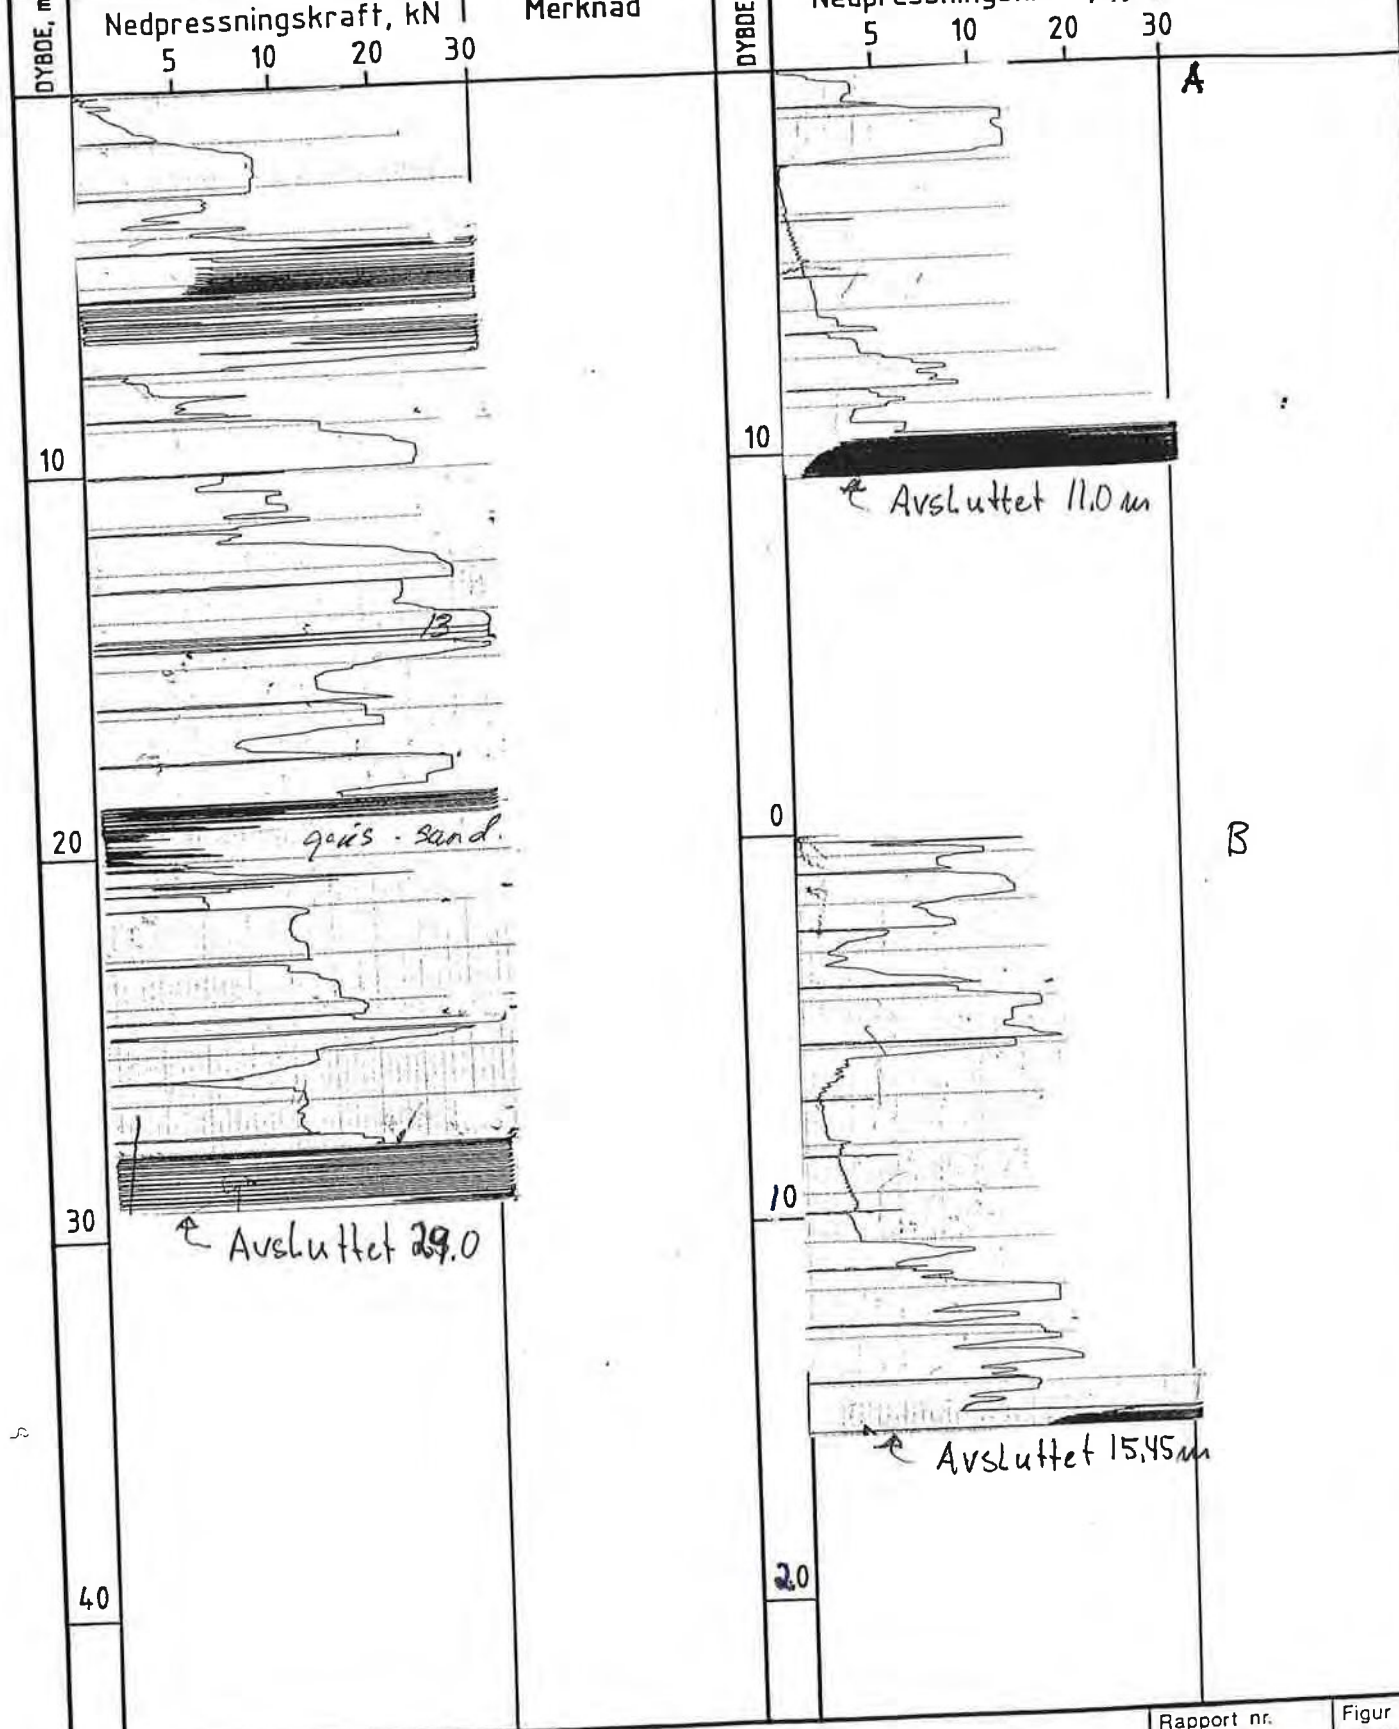 DYBDE, m
Nedpressningskraft, kN
Merknad
5 10 20 30
13
10
20
grus - sand.
30
Avsluttet 29.0
40
DYBDE
5 10 20 30
A
10
Avsluttet 11.0 m
0
B
10
Avsluttet 15,45 m
20
Rapport nr.
Figur